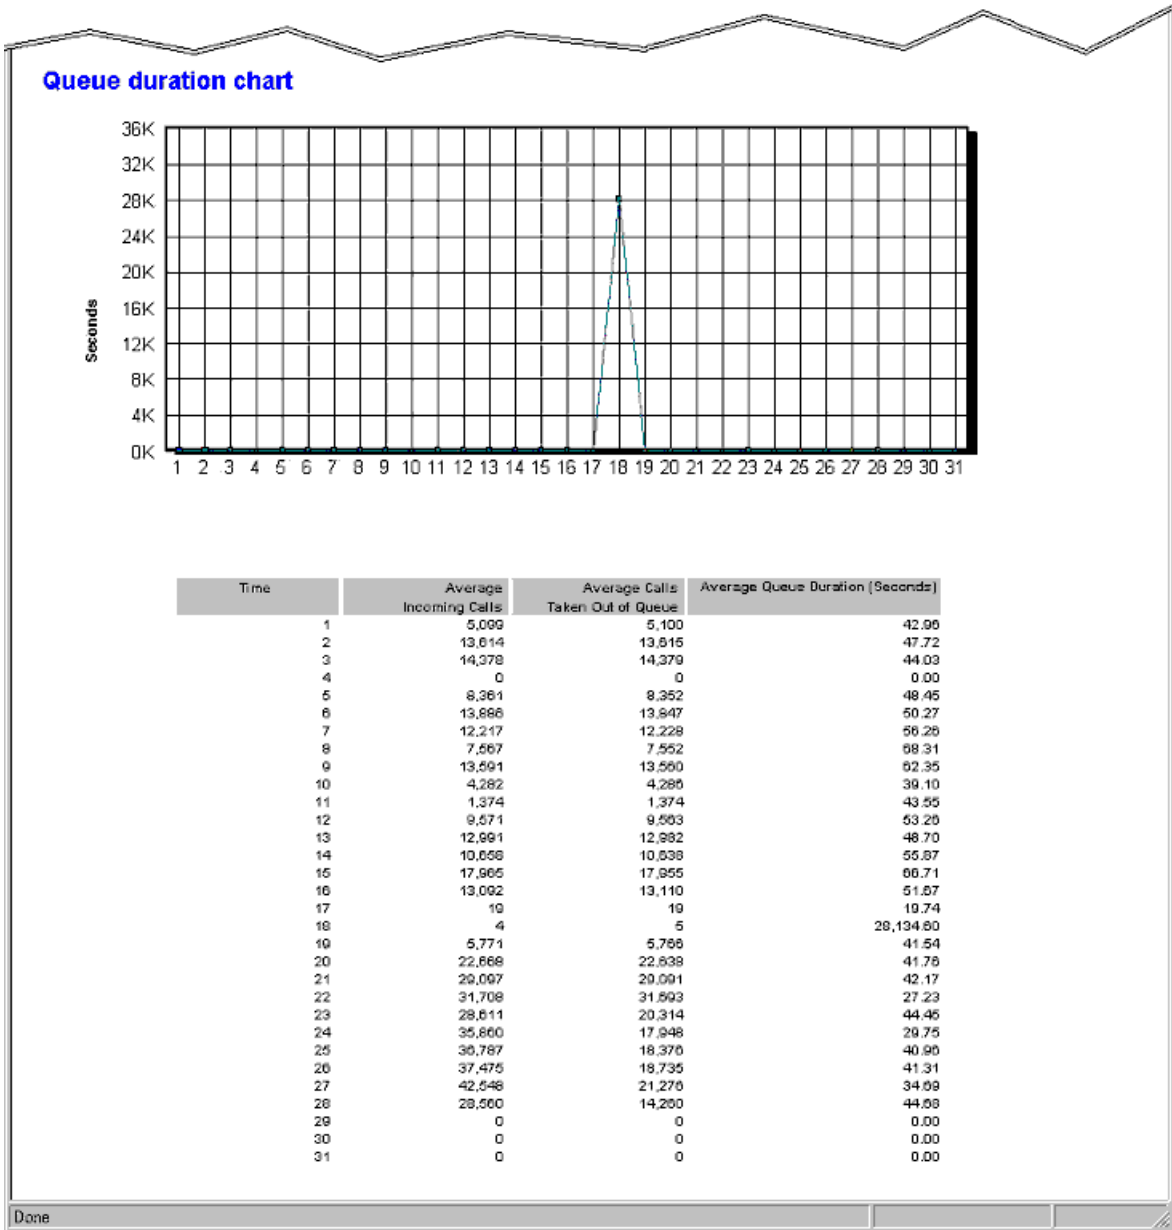 Queue duration chart
36K
32K
28K
24K
20K
16K
12K
8K
4K
0K
Seconds
1 2 3 4 5 6 7 8 9 10 11 12 13 14 15 16 17 18 19 20 21 22 23 24 25 26 27 28 29 30 31
Time Average Average Calls Average Queue Duration (Seconds)
Incoming Calls Taken Out of Queue
1 5,099 5,100 42.96
2 13,614 13,615 47.72
3 14,378 14,379 44.03
4 0 0 0.00
5 8,361 8,352 48.45
6 13,886 13,847 50.27
7 12,217 12,228 56.26
8 7,567 7,552 68.31
9 13,591 13,560 62.35
10 4,282 4,286 39.10
11 1,374 1,374 43.55
12 9,571 9,563 53.26
13 12,991 12,982 48.70
14 10,658 10,638 55.87
15 17,965 17,955 66.71
16 13,092 13,110 51.67
17 19 19 19.74
18 4 5 28,134.60
19 5,771 5,766 41.54
20 22,668 22,638 41.76
21 29,097 29,091 42.17
22 31,708 31,693 27.23
23 28,611 20,314 44.46
24 35,860 17,948 29.75
25 36,787 18,376 40.96
26 37,475 18,735 41.31
27 42,548 21,276 34.69
28 28,560 14,260 44.68
29 0 0 0.00
30 0 0 0.00
31 0 0 0.00
Done